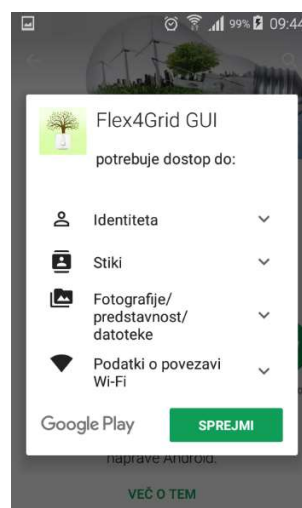 99% 09:44
Flex4Grid GUI
potrebuje dostop do:
Identiteta
Stiki
Fotografije/
predstavnost/
datoteke
Podatki o povezavi
Wi-Fi
Google Play SPREJMI
naprave Android.
VEČ O TEM